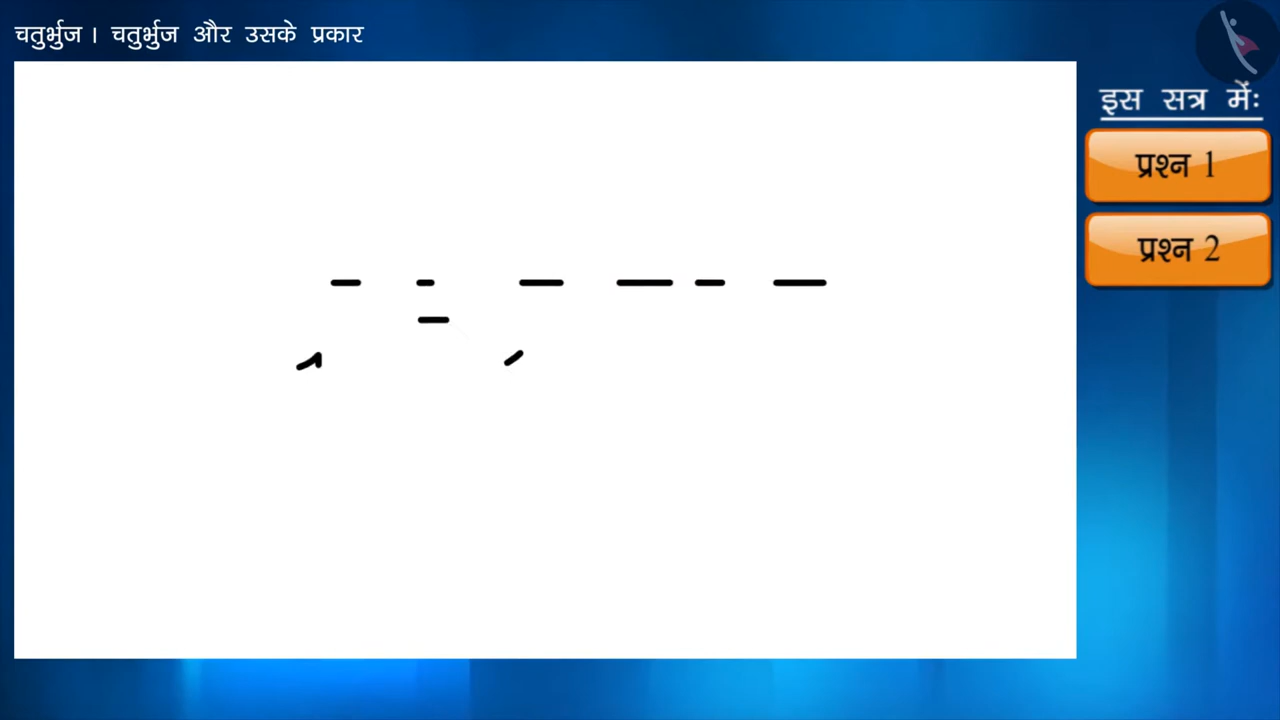 चतुर्भुज। चतुर्भुज और उसके प्रकार
इस सत्र में:
प्रश्न 1
प्रश्न 2